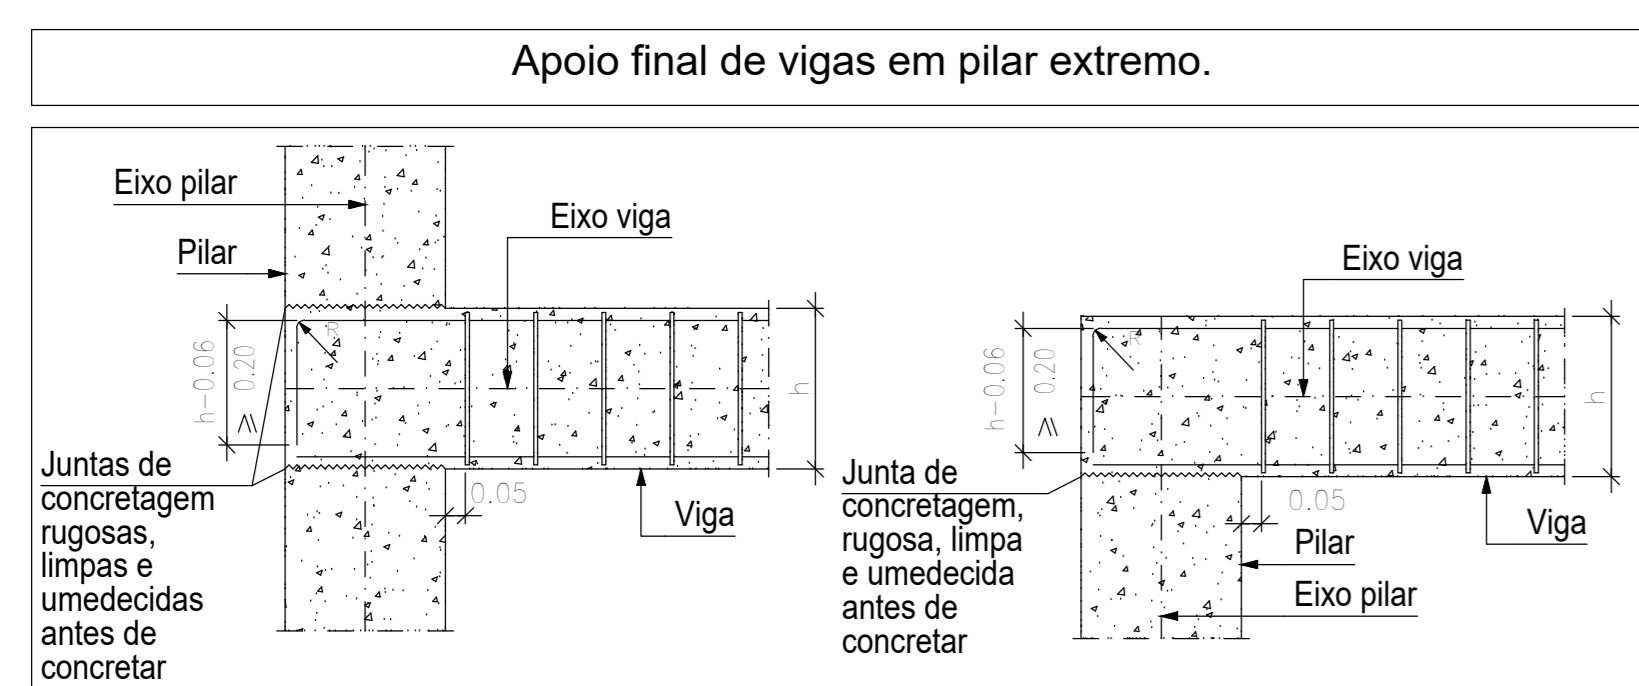 Apoio final de vigas em pilar extremo.
Eixo pilar
Pilar
Eixo viga
R
h-0.06
≥ 0.20
h
Juntas de
concretagem
rugosas,
limpas e
umedecidas
antes de
concretar
0.05
Viga
Eixo viga
R
h-0.06
≥ 0.20
h
Junta de
concretagem,
rugosa, limpa
e umedecida
antes de
concretar
0.05
Viga
Pilar
Eixo pilar